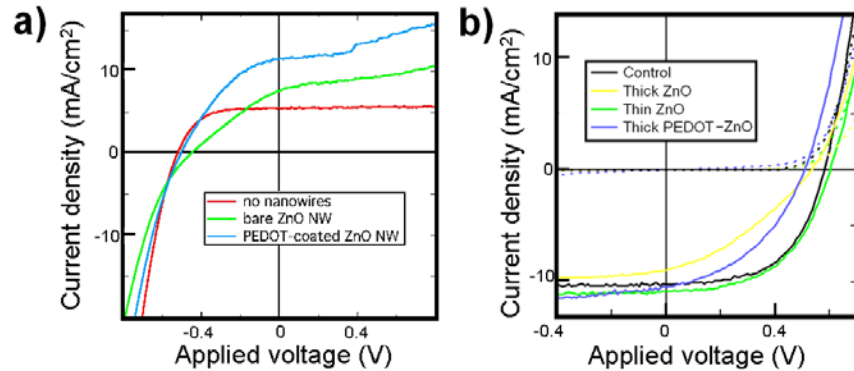 a)
Current density (mA/cm²)
10
0
-10
-0.4
0
0.4
Applied voltage (V)
no nanowires
bare ZnO NW
PEDOT-coated ZnO NW
b)
Current density (mA/cm²)
10
0
-10
-0.4
0
0.4
Applied voltage (V)
Control
Thick ZnO
Thin ZnO
Thick PEDOT-ZnO